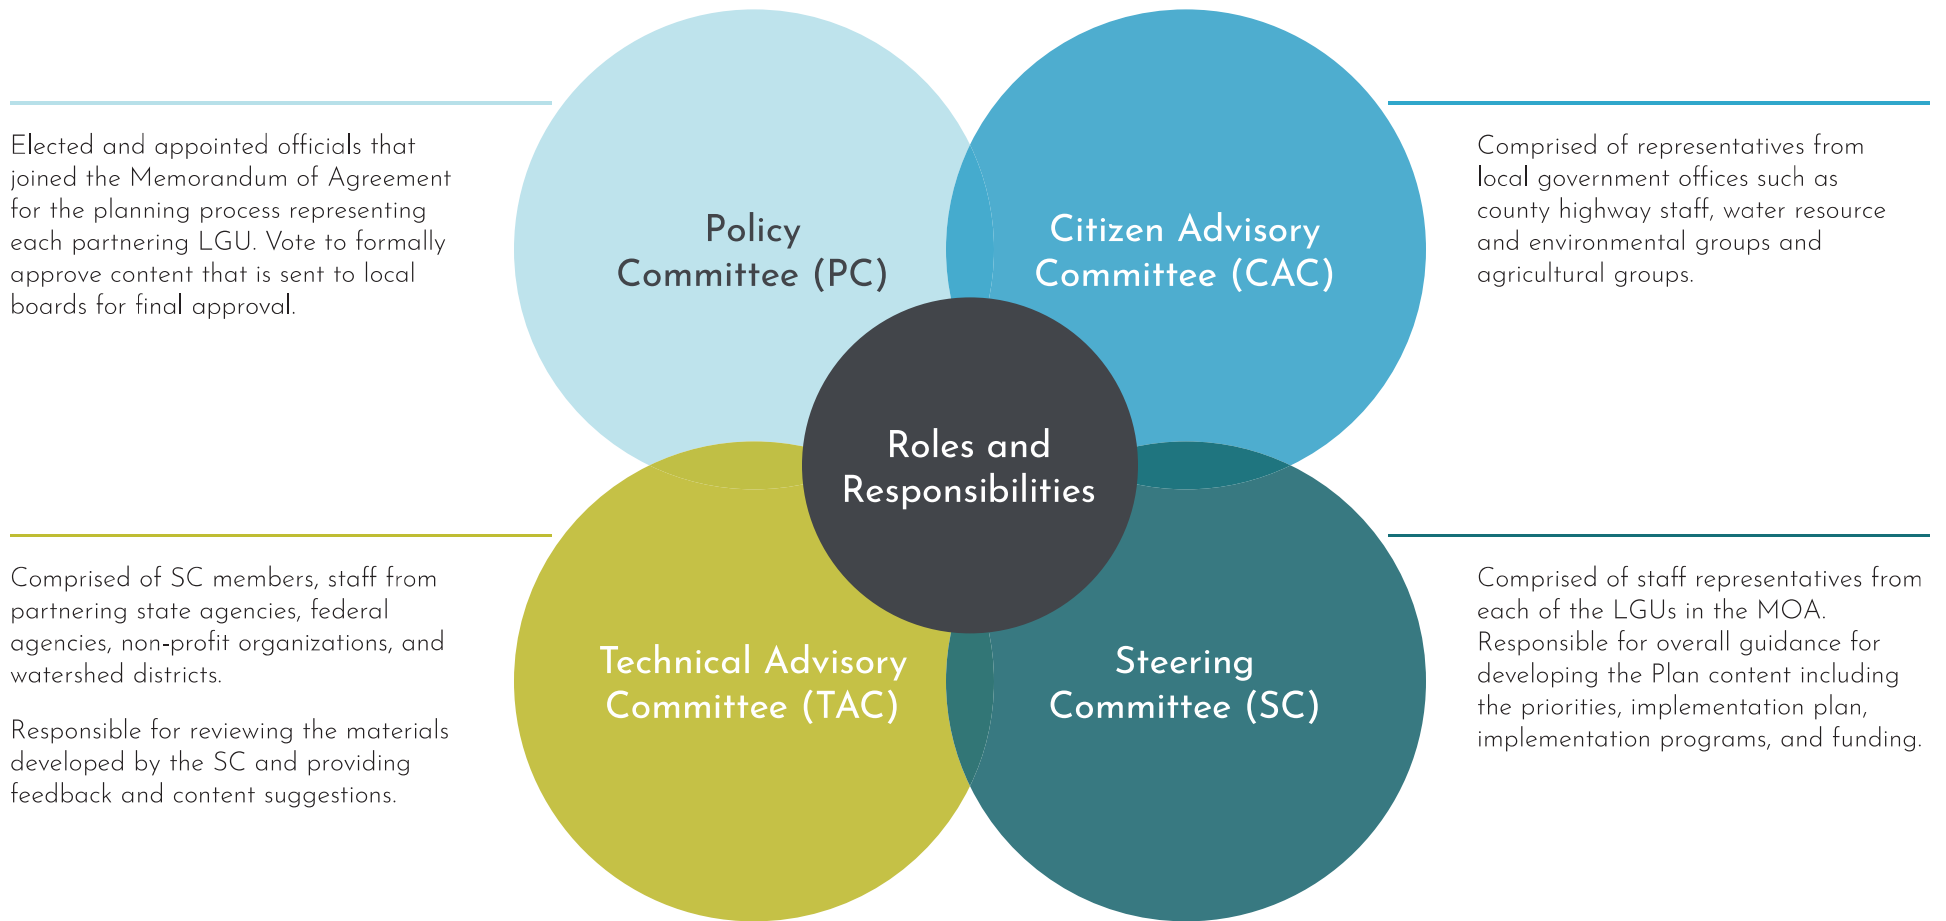 Elected and appointed officials that
joined the Memorandum of Agreement
for the planning process representing
each partnering LGU. Vote to formally
approve content that is sent to local
boards for final approval.
Policy
Committee (PC)
Citizen Advisory
Committee (CAC)
Comprised of representatives from
local government offices such as
county highway staff, water resource
and environmental groups and
agricultural groups.
Roles and
Responsibilities
Comprised of SC members, staff from
partnering state agencies, federal
agencies, non-profit organizations, and
watershed districts.
Responsible for reviewing the materials
developed by the SC and providing
feedback and content suggestions.
Technical Advisory
Committee (TAC)
Steering
Committee (SC)
Comprised of staff representatives from
each of the LGUs in the MOA.
Responsible for overall guidance for
developing the Plan content including
the priorities, implementation plan,
implementation programs, and funding.